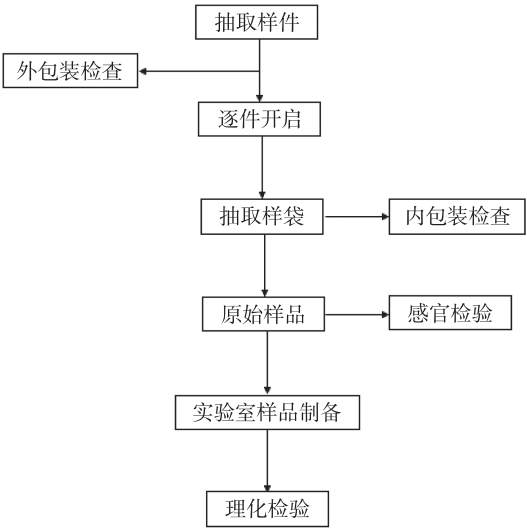 抽取样件
外包装检查
逐件开启
抽取样袋
内包装检查
原始样品
感官检验
实验室样品制备
理化检验